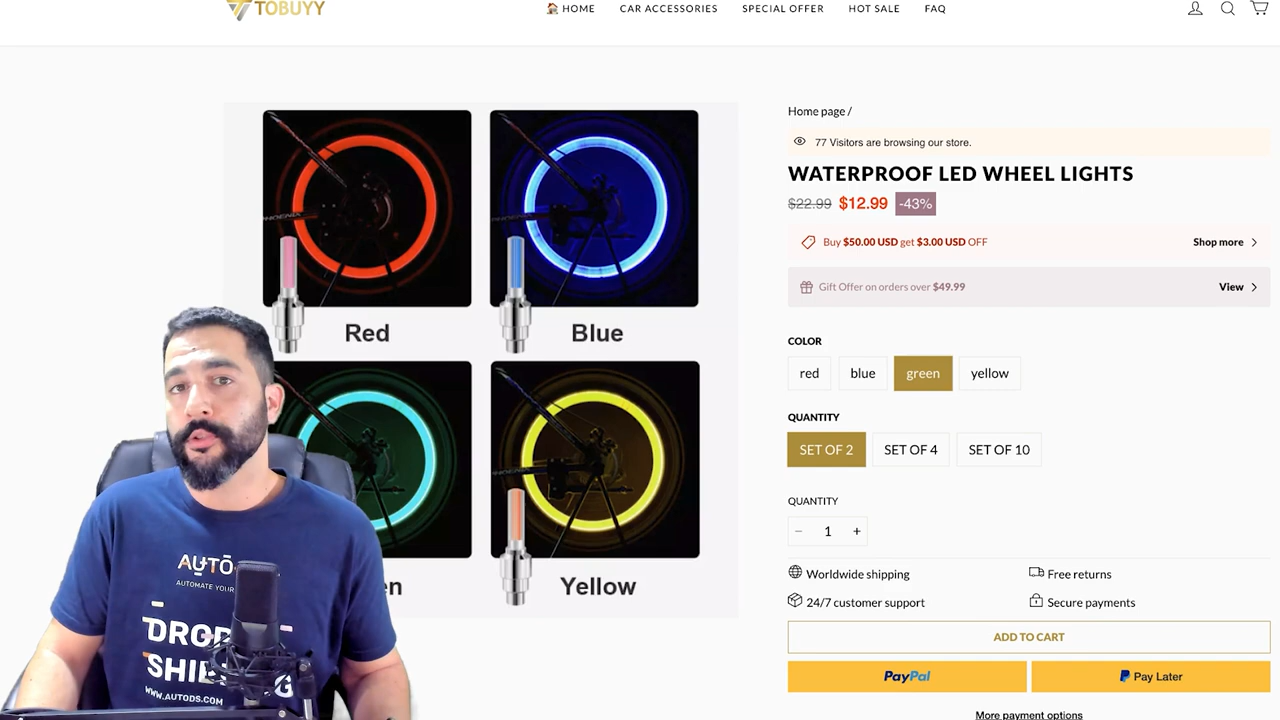 TOBUYY
HOME
CAR ACCESSORIES
SPECIAL OFFER
HOT SALE
FAQ
Home page /
77 Visitors are browsing our store.
WATERPROOF LED WHEEL LIGHTS
$22.99 $12.99 -43%
Buy $50.00 USD get $3.00 USD OFF
Shop more
Gift Offer on orders over $49.99
View
COLOR
red
blue
green
yellow
QUANTITY
SET OF 2
SET OF 4
SET OF 10
QUANTITY
− 1 +
Worldwide shipping
Free returns
24/7 customer support
Secure payments
ADD TO CART
PayPal
P Pay Later
More payment options
Red
Blue
en
Yellow
AUTO
AUTOMATE YOUR
DROP
SHI G
WWW.AUTODS.COM